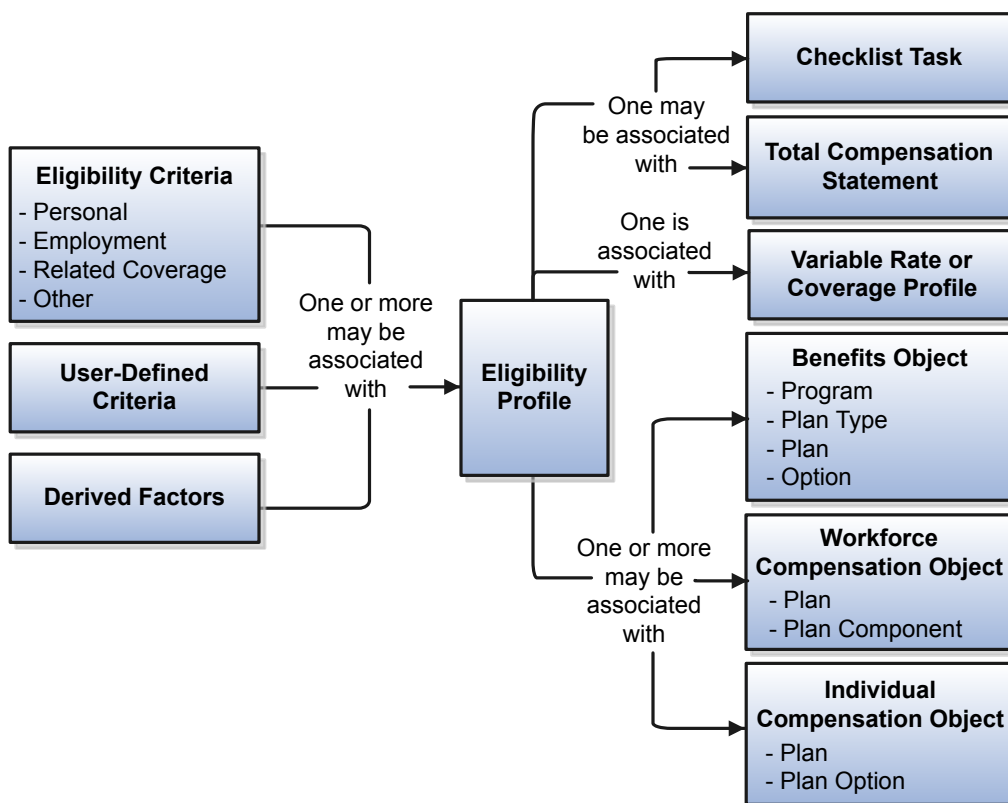 Eligibility Criteria
- Personal
- Employment
- Related Coverage
- Other
User-Defined
Criteria
Derived Factors
One or more
may be
associated
with
Eligibility
Profile
One may
be associated
with
Checklist Task
Total Compensation
Statement
One is
associated
with
Variable Rate or
Coverage Profile
One or more
may be
associated
with
Benefits Object
- Program
- Plan Type
- Plan
- Option
Workforce
Compensation Object
- Plan
- Plan Component
Individual
Compensation Object
- Plan
- Plan Option